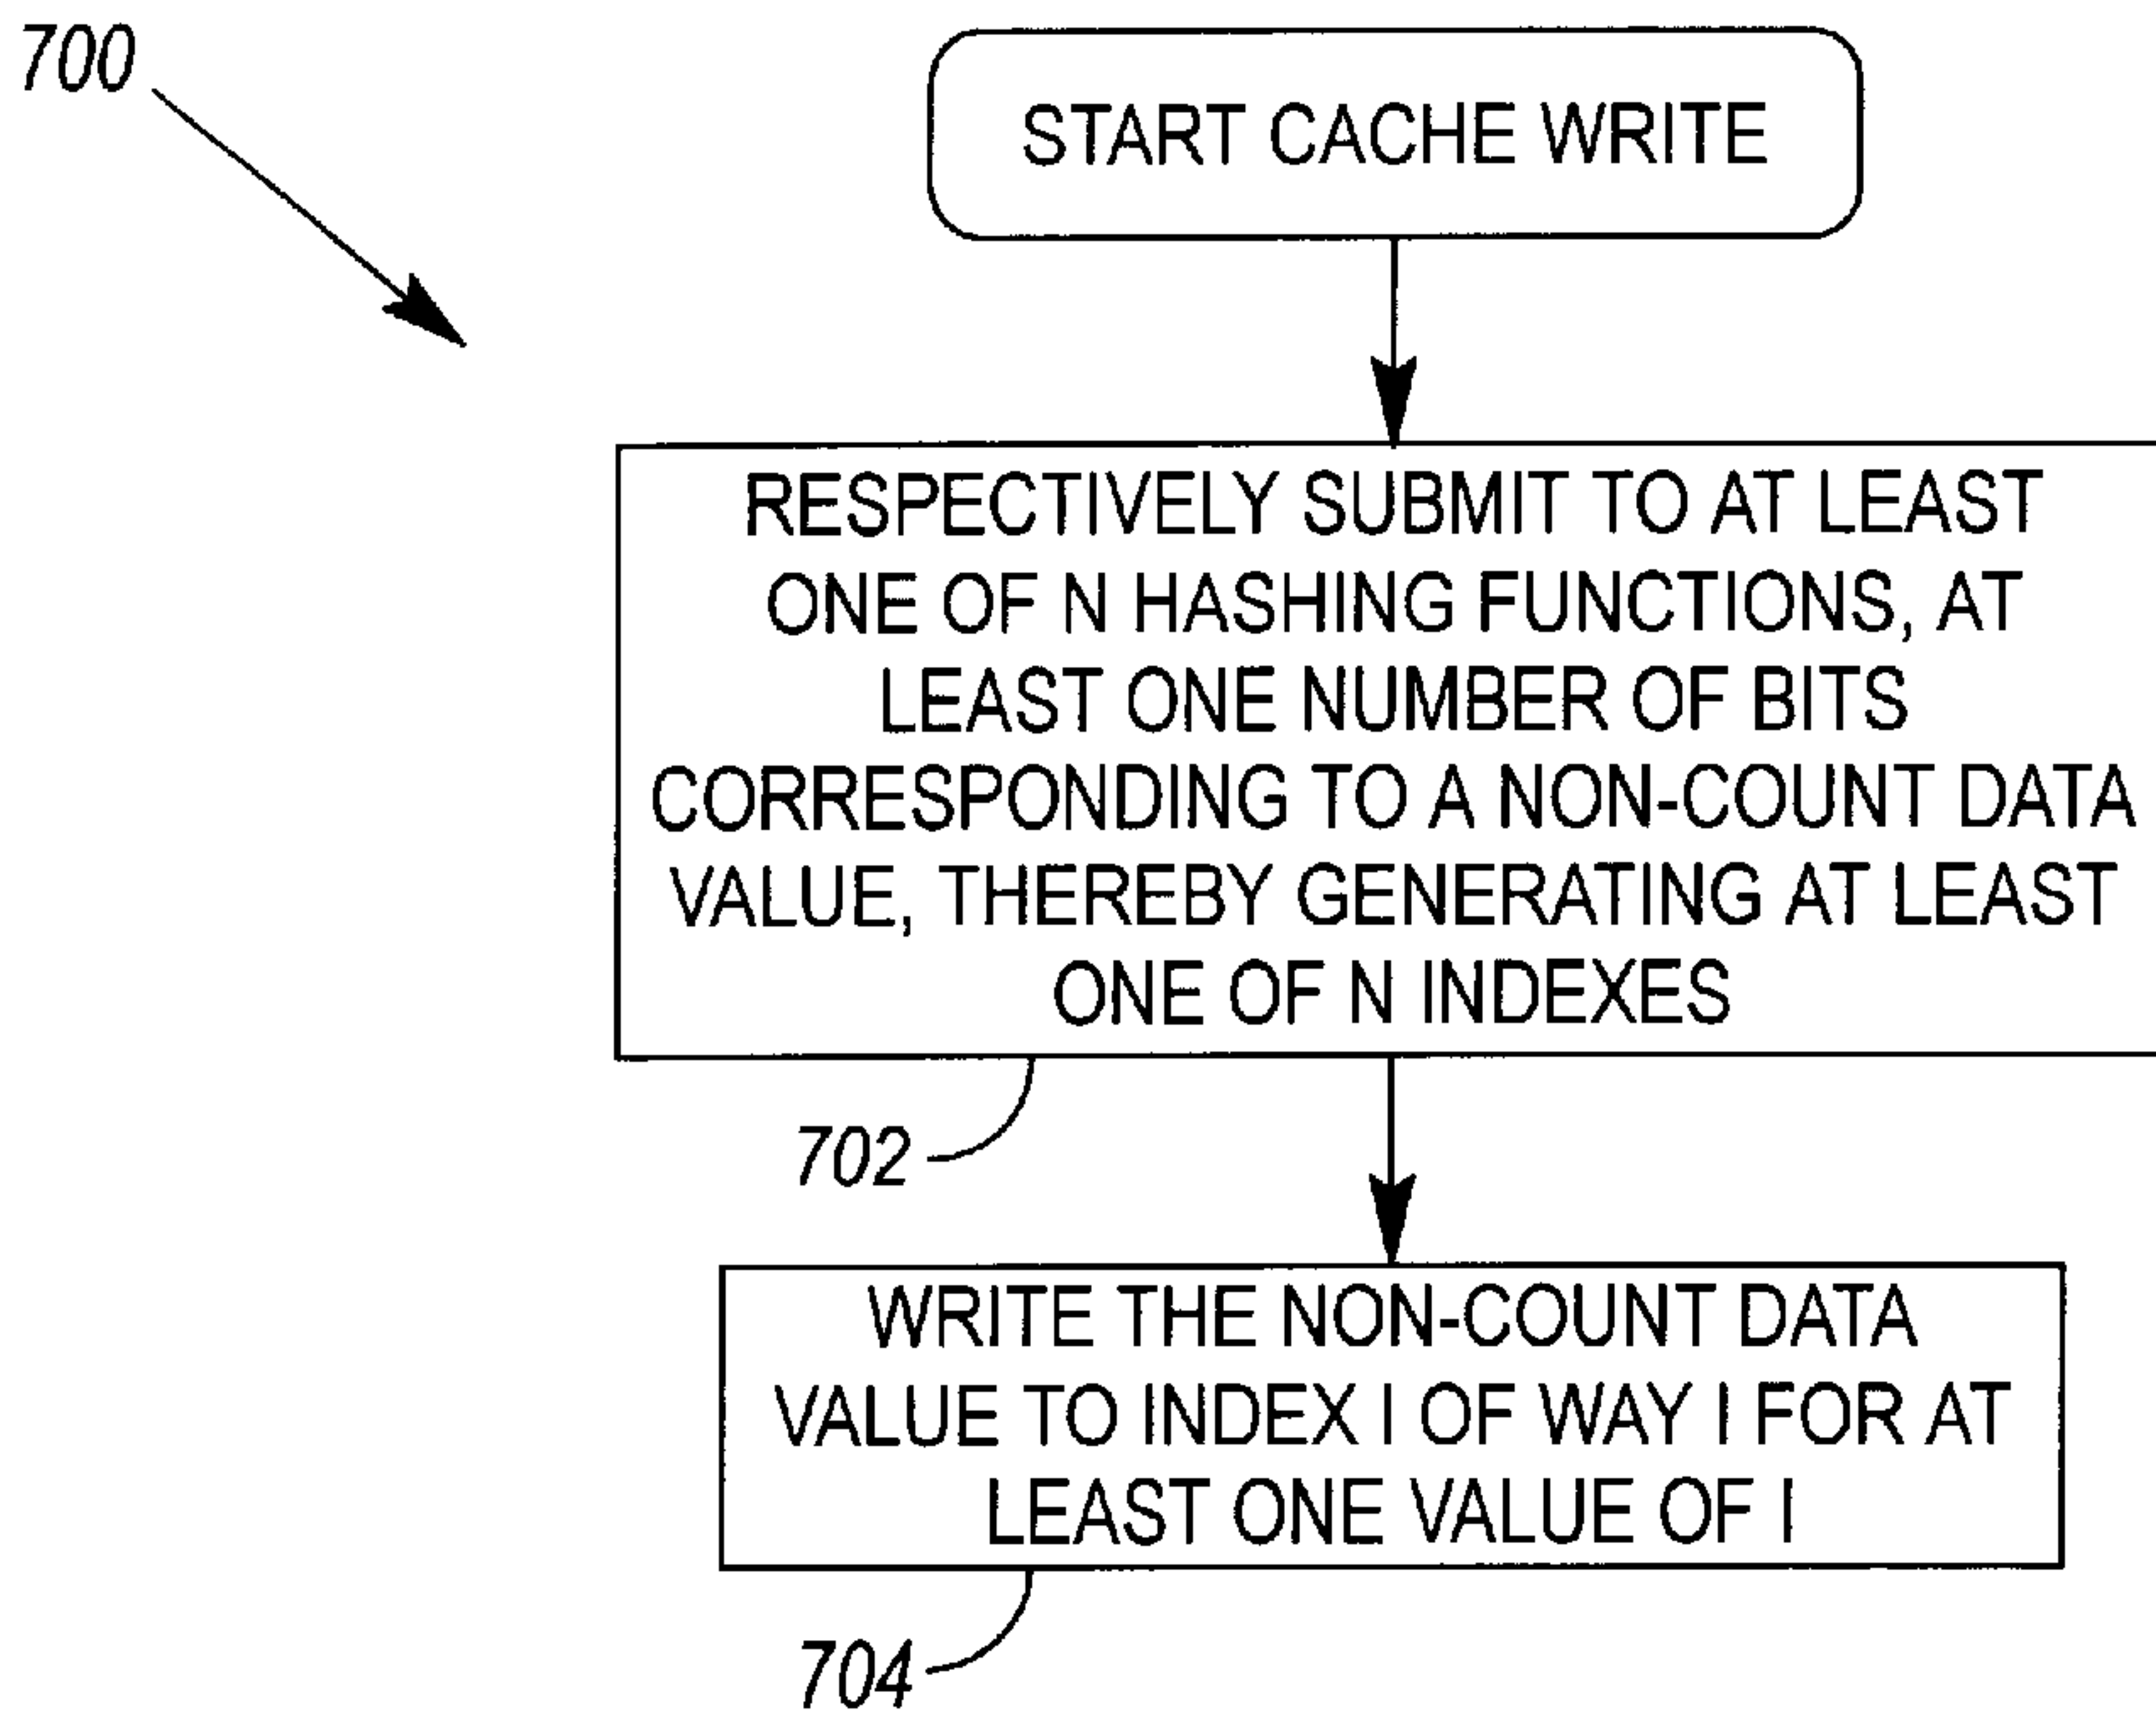 700
START CACHE WRITE
RESPECTIVELY SUBMIT TO AT LEAST
ONE OF N HASHING FUNCTIONS, AT
LEAST ONE NUMBER OF BITS
CORRESPONDING TO A NON-COUNT DATA
VALUE, THEREBY GENERATING AT LEAST
ONE OF N INDEXES
702
WRITE THE NON-COUNT DATA
VALUE TO INDEX I OF WAY I FOR AT
LEAST ONE VALUE OF I
704